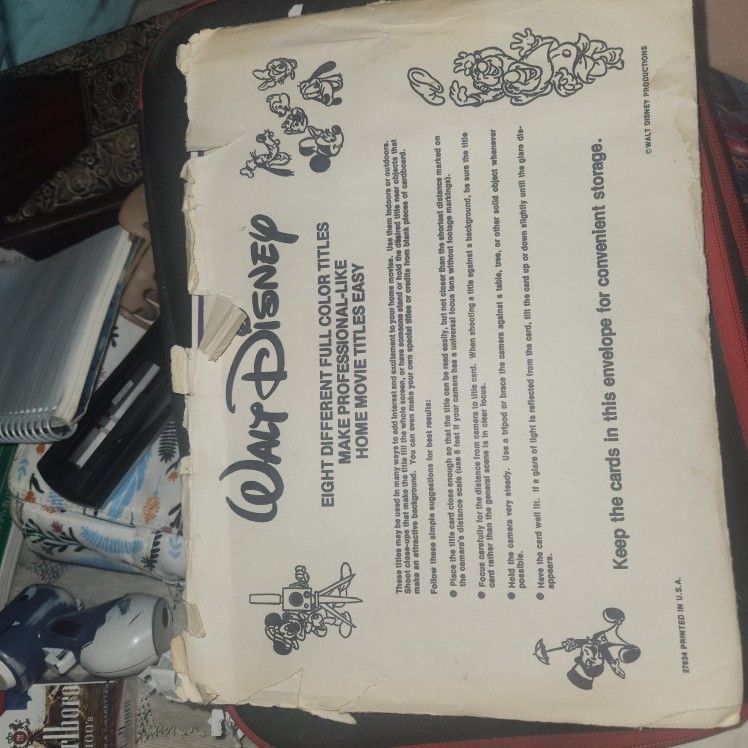 WALT DISNEY
EIGHT DIFFERENT FULL COLOR TITLES
MAKE PROFESSIONAL-LIKE
HOME MOVIE TITLES EASY
These titles may be used in many ways to add interest and excitement to your home movies. Use them indoors or outdoors.
Shoot close-ups that make the title fill the whole screen, or have someone stand or hold the desired title near objects that
make an attractive background. You can even make your own special titles or credits from blank pieces of cardboard.
Follow these simple suggestions for best results:
● Place the title card close enough so that the title can be read easily, but not closer than the shortest distance marked on
the camera's distance scale (use 6 feet if your camera has a universal focus lens without footage markings).
● Focus carefully for the distance from camera to title card. When shooting a title against a background, be sure the title
card rather than the general scene is in clear focus.
● Hold the camera very steady. Use a tripod or brace the camera against a table, tree, or other solid object whenever
possible.
● Have the card well lit. If a glare of light is reflected from the card, tilt the card up or down slightly until the glare dis-
appears.
Keep the cards in this envelope for convenient storage.
27634 PRINTED IN U.S.A.
© WALT DISNEY PRODUCTIONS
lboro
100's